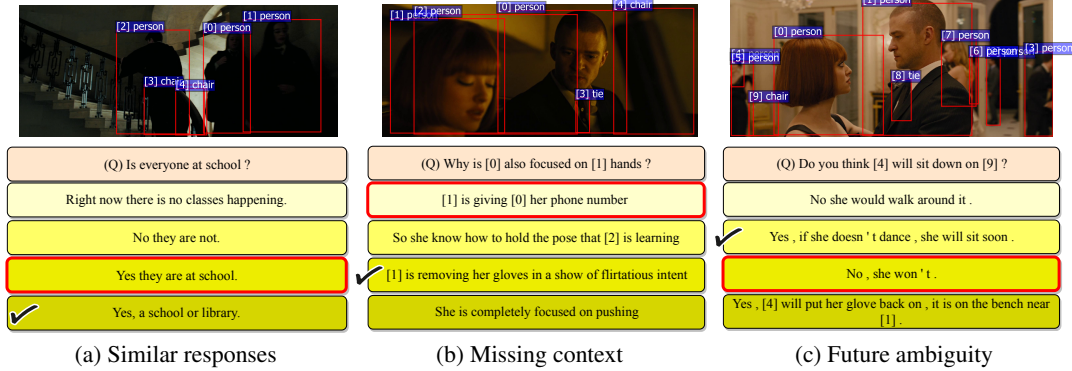 [2] person
[0] person
[1] person
[3] chair
[4] chair
(Q) Is everyone at school ?
Right now there is no classes happening.
No they are not.
Yes they are at school.
Yes, a school or library.
(a) Similar responses
[1] person
[2] person
[0] person
[4] chair
[3] tie
(Q) Why is [0] also focused on [1] hands ?
[1] is giving [0] her phone number
So she know how to hold the pose that [2] is learning
[1] is removing her gloves in a show of flirtatious intent
She is completely focused on pushing
(b) Missing context
[1] person
[0] person
[7] person
[5] person
[6] person
[3] person
[8] tie
[9] chair
(Q) Do you think [4] will sit down on [9] ?
No she would walk around it .
Yes , if she doesn ' t dance , she will sit soon .
No , she won ' t .
Yes , [4] will put her glove back on , it is on the bench near
[1] .
(c) Future ambiguity